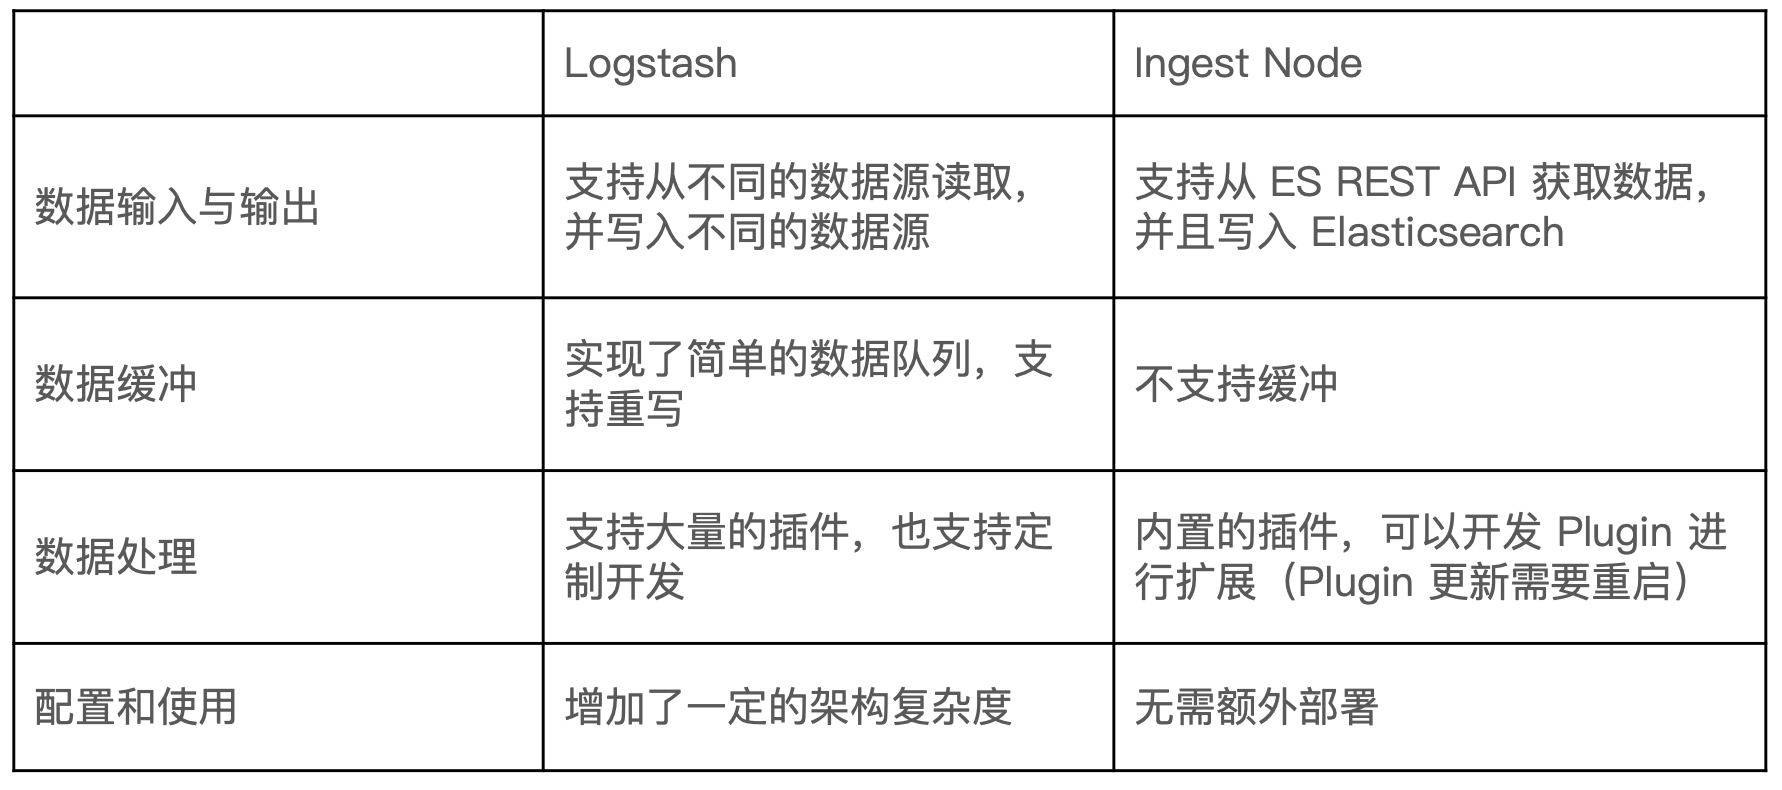 Logstash
Ingest Node
数据输入与输出
支持从不同的数据源读取，
并写入不同的数据源
支持从 ES REST API 获取数据，
并且写入 Elasticsearch
数据缓冲
实现了简单的数据队列，支
持重写
不支持缓冲
数据处理
支持大量的插件，也支持定
制开发
内置的插件，可以开发 Plugin 进
行扩展（Plugin 更新需要重启）
配置和使用
增加了一定的架构复杂度
无需额外部署